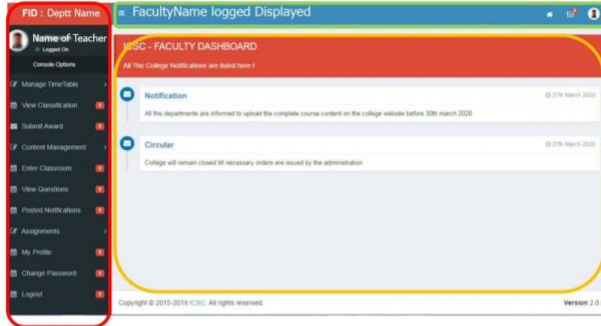 FID : Deptt Name
FacultyName logged Displayed
Name of Teacher
Logged On
Console Options
Manage TimeTable
View Classification
Submit Award
Content Management
Enter Classroom
View Questions
Posted Notifications
Assignments
My Profile
Change Password
Logout
ICSC - FACULTY DASHBOARD
All The College Notifications are listed here !
Notification
27th March 2020
All the departments are informed to upload the complete course content on the college website before 30th march 2020
Circular
27th March 2020
College will remain closed till necessary orders are issued by the administration
Copyright © 2015-2019 ICSC. All rights reserved.
Version 2.0